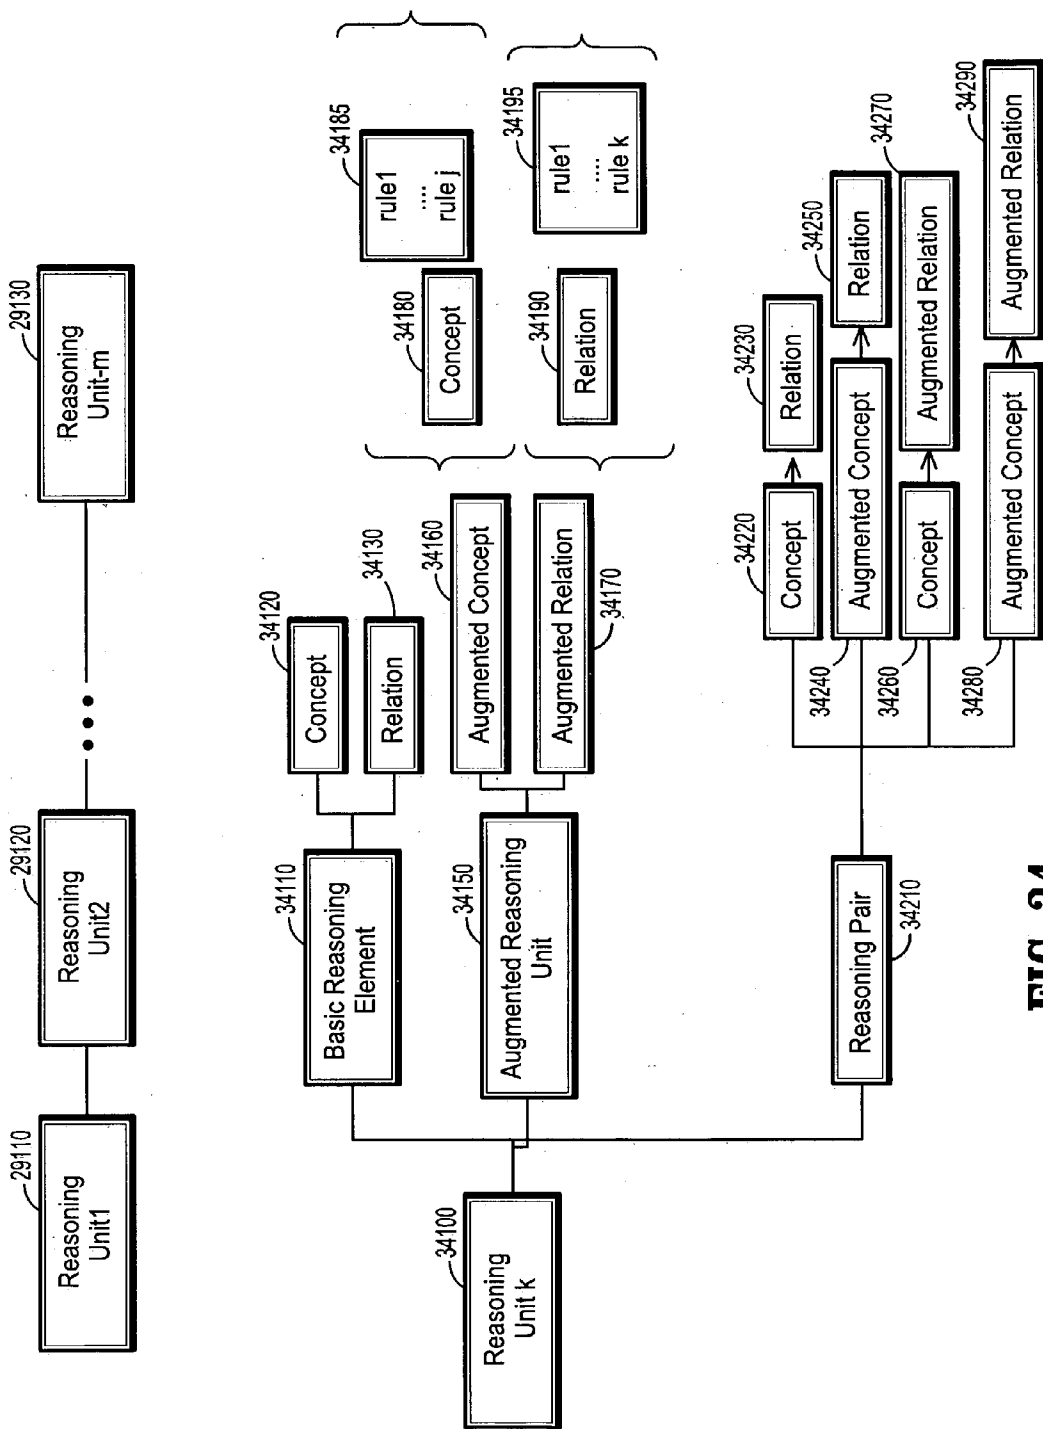 29110
Reasoning
Unit1
29120
Reasoning
Unit2
29130
Reasoning
Unit-m
34100
Reasoning
Unit k
34110
Basic Reasoning
Element
34120
Concept
34130
Relation
34150
Augmented Reasoning
Unit
34160
Augmented Concept
34170
Augmented Relation
34180
Concept
34185
rule1
....
rule j
34190
Relation
34195
rule1
....
rule k
34210
Reasoning Pair
34220
Concept
34230
Relation
34240
Augmented Concept
34250
Relation
34260
Concept
34270
Augmented Relation
34280
Augmented Concept
34290
Augmented Relation
FIG. 34